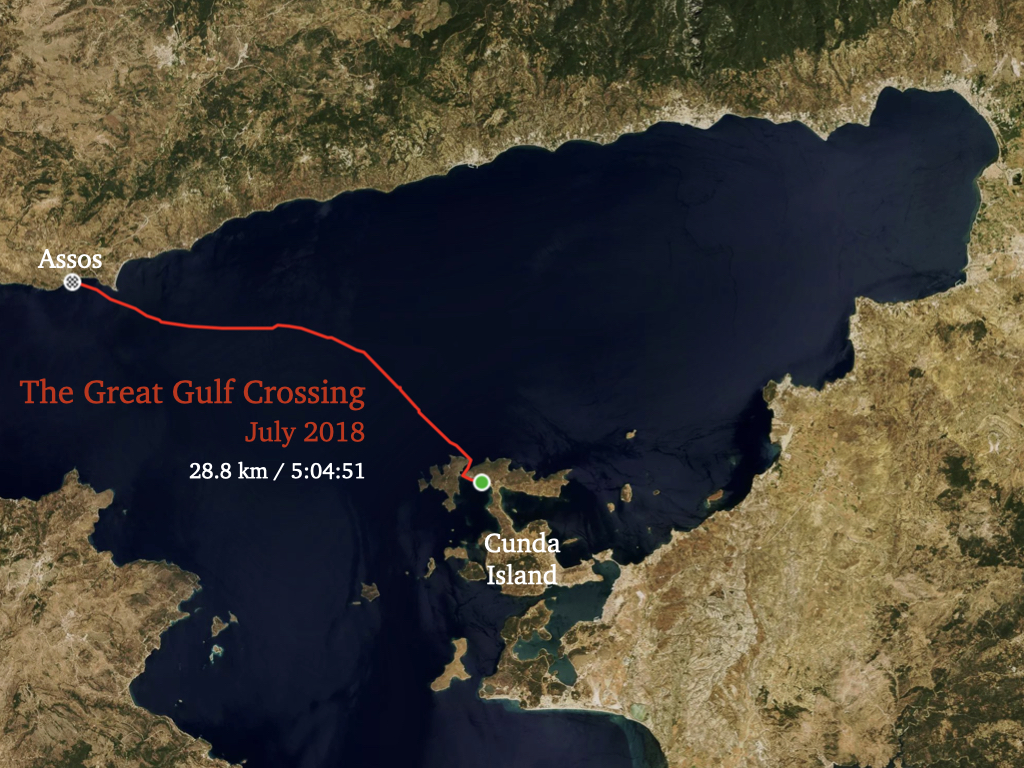 Assos
The Great Gulf Crossing
July 2018
28.8 km / 5:04:51
Cunda
Island